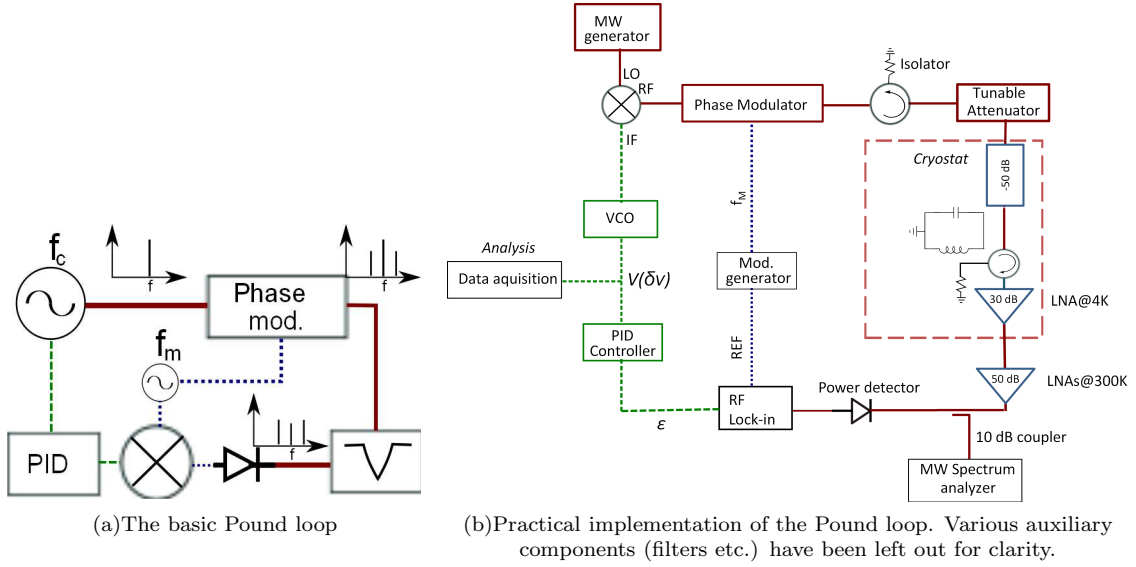 f_c
f
f
Phase
mod.
f_m
f
PID
(a)The basic Pound loop
MW
generator
LO
RF
Phase Modulator
Isolator
Tunable
Attenuator
IF
Cryostat
-50 dB
VCO
f_M
Analysis
Data aquisition
V(δν)
Mod.
generator
30 dB
LNA@4K
PID
Controller
REF
50 dB
LNAs@300K
Power detector
RF
Lock-in
ε
10 dB coupler
MW Spectrum
analyzer
(b)Practical implementation of the Pound loop. Various auxiliary
components (filters etc.) have been left out for clarity.